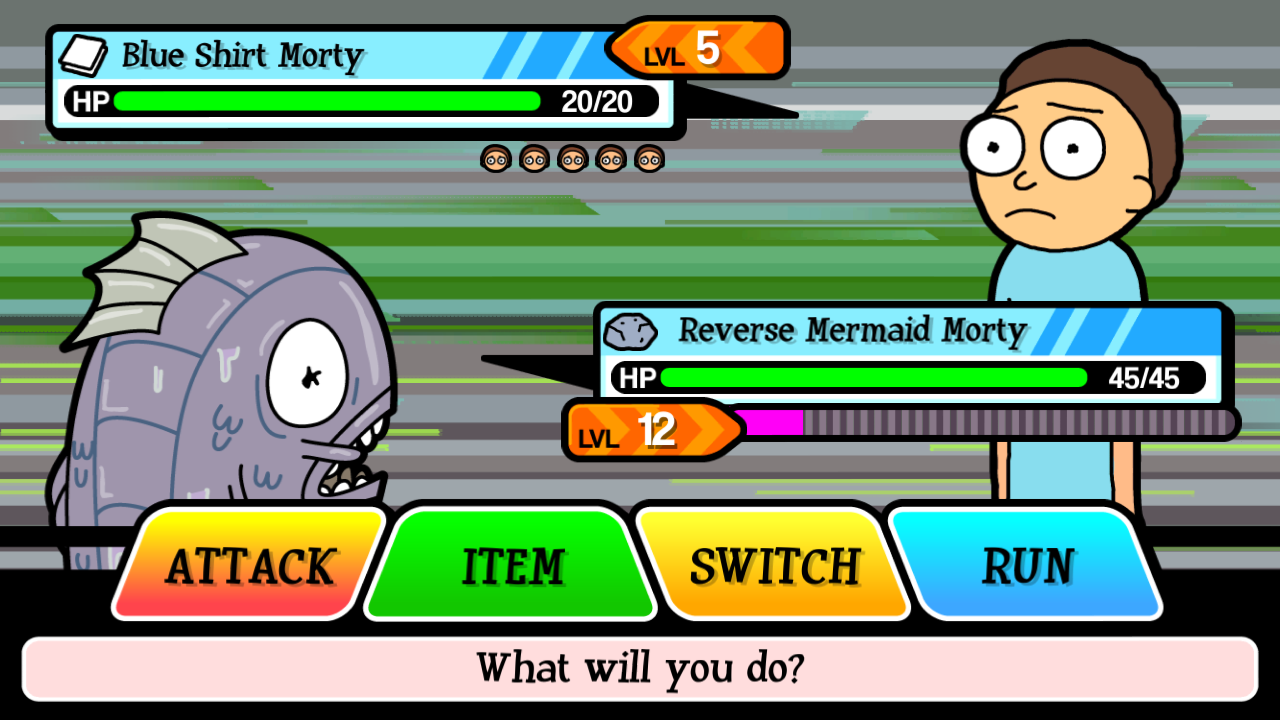 Blue Shirt Morty
LVL 5
HP 20/20
Reverse Mermaid Morty
HP 45/45
LVL 12
ATTACK
ITEM
SWITCH
RUN
What will you do?